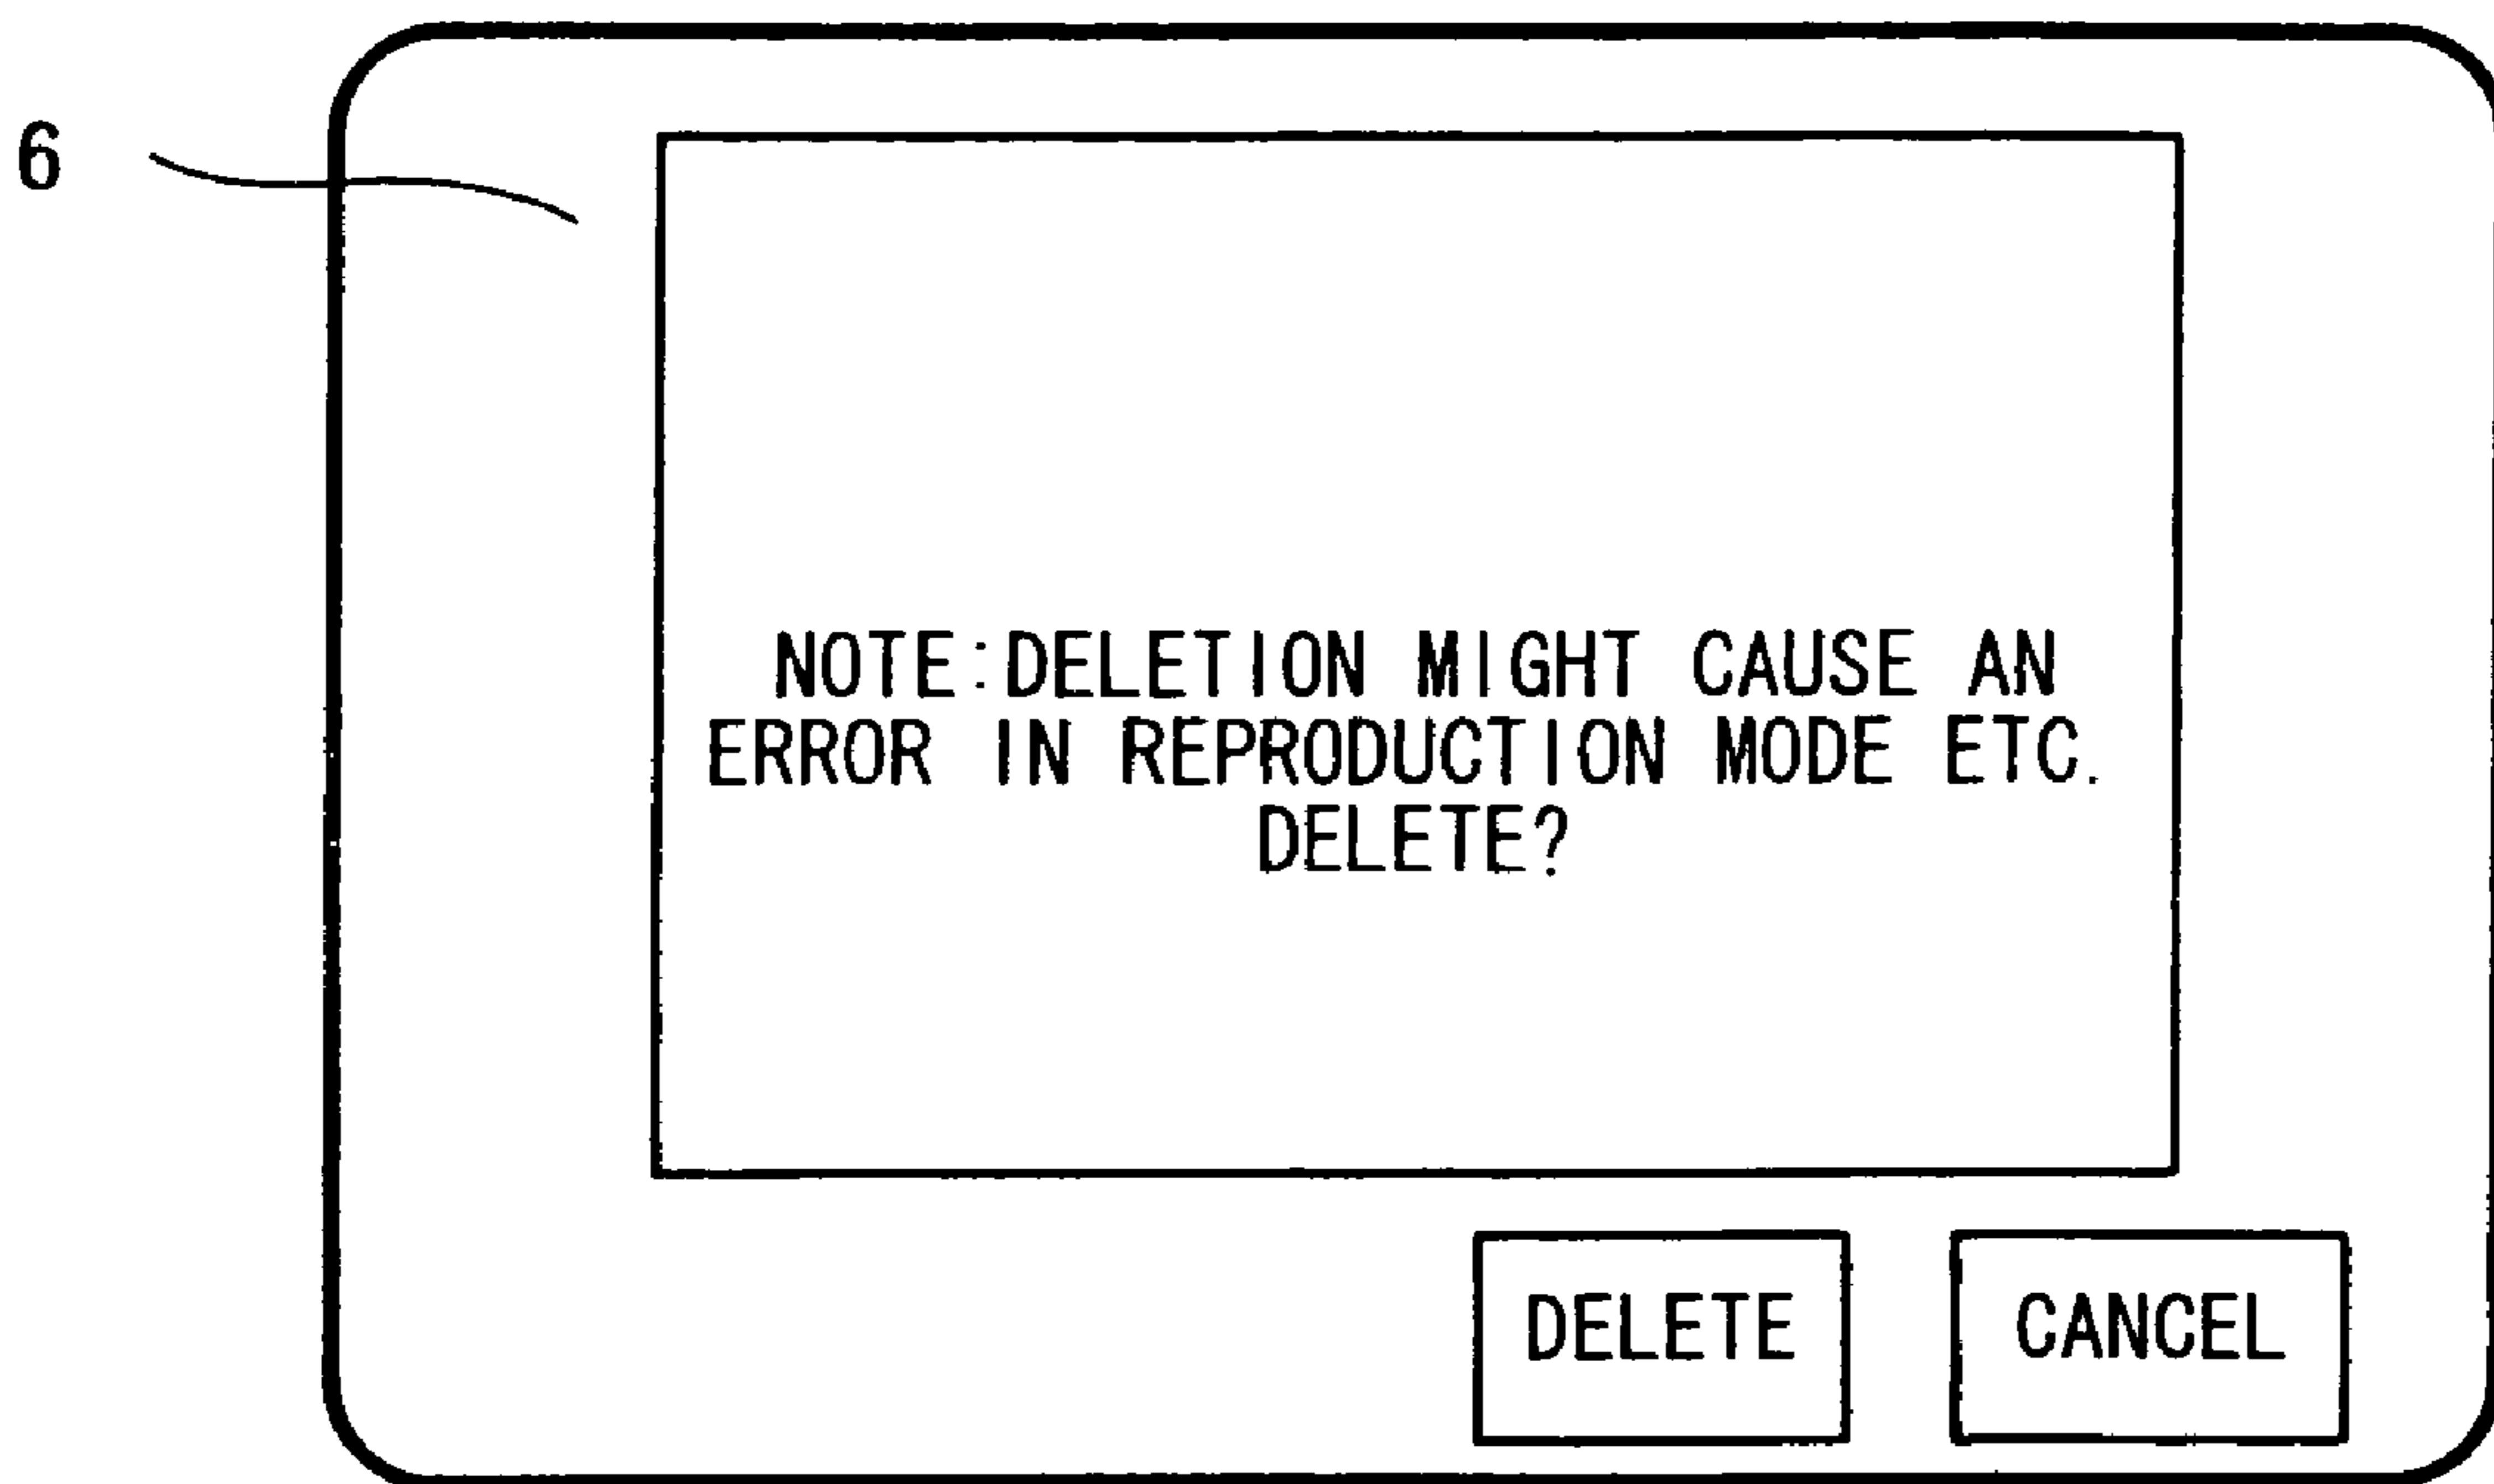 6
NOTE:DELETION MIGHT CAUSE AN
ERROR IN REPRODUCTION MODE ETC.
DELETE?
DELETE
CANCEL